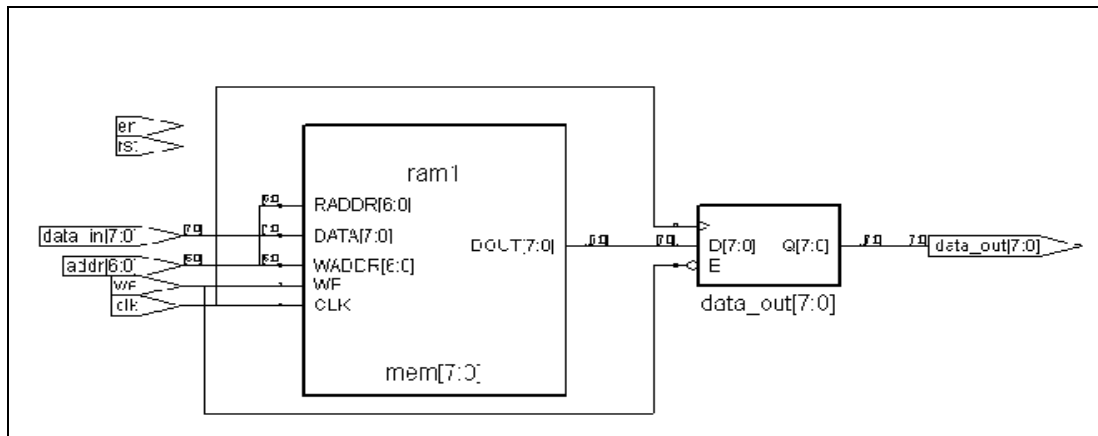 en
rst
ram1
RADDR[6:0]
data_in[7:0]
DATA[7:0]
DOUT[7:0]
D[7:0]
Q[7:0]
data_out[7:0]
addr[6:0]
WADDR[6:0]
E
WE
clk
CLK
data_out[7:0]
mem[7:0]